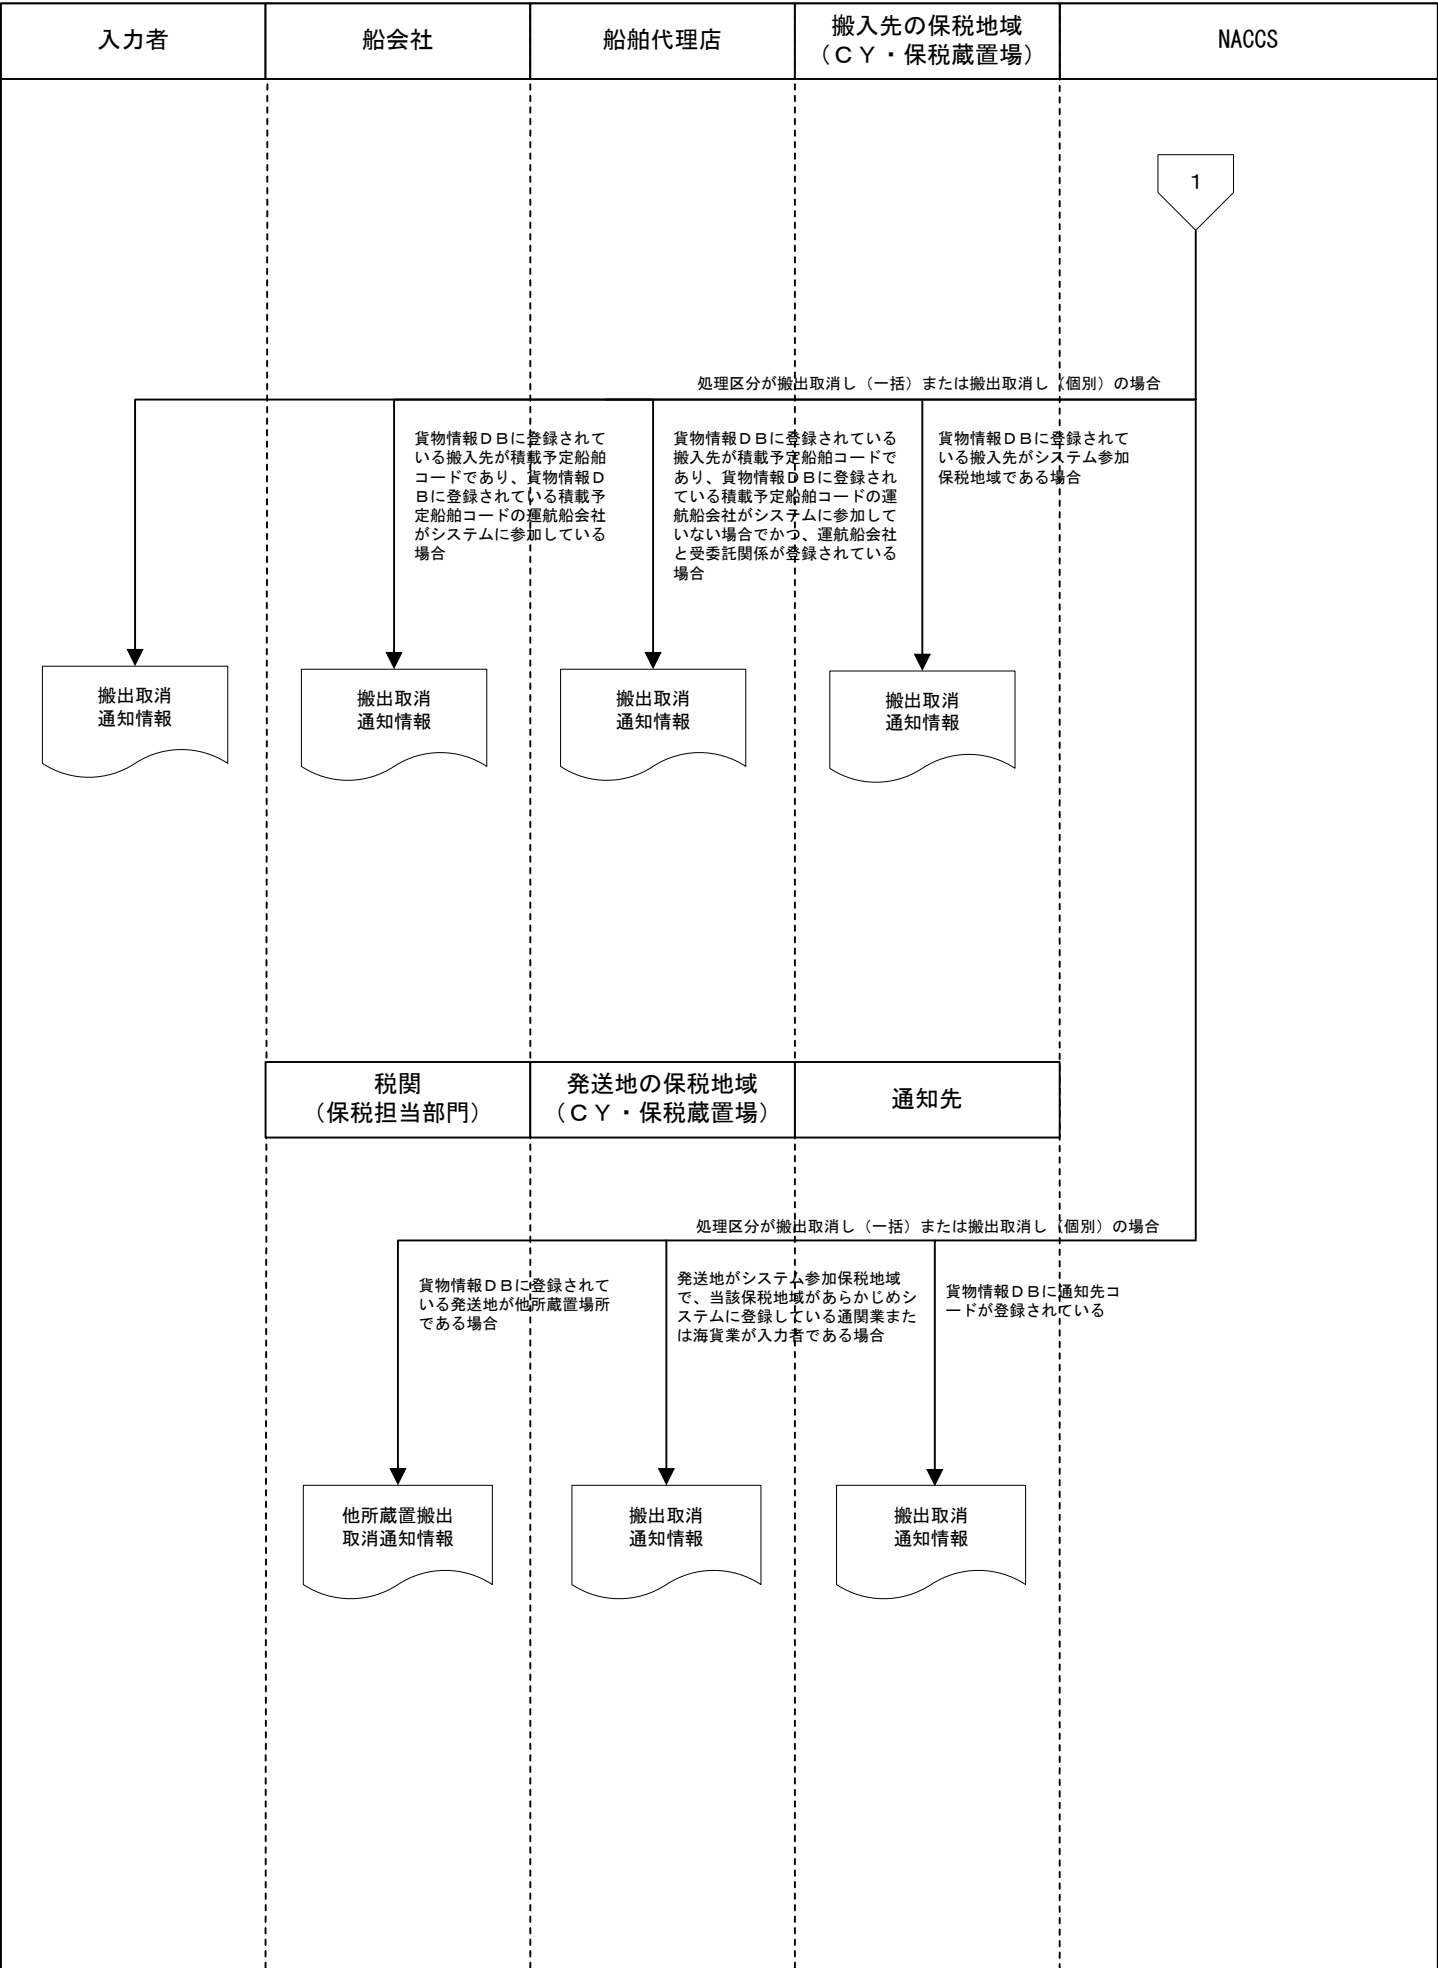 入力者
船会社
船舶代理店
搬入先の保税地域
（ＣＹ・保税蔵置場）
NACCS
1
処理区分が搬出取消し（一括）または搬出取消し（個別）の場合
貨物情報ＤＢに登録されて
いる搬入先が積載予定船舶
コードであり、貨物情報Ｄ
Ｂに登録されている積載予
定船舶コードの運航船会社
がシステムに参加している
場合
貨物情報ＤＢに登録されている
搬入先が積載予定船舶コードで
あり、貨物情報ＤＢに登録され
ている積載予定船舶コードの運
航船会社がシステムに参加して
いない場合でかつ、運航船会社
と受委託関係が登録されている
場合
貨物情報ＤＢに登録されて
いる搬入先がシステム参加
保税地域である場合
搬出取消
通知情報
搬出取消
通知情報
搬出取消
通知情報
搬出取消
通知情報
税関
（保税担当部門）
発送地の保税地域
（ＣＹ・保税蔵置場）
通知先
処理区分が搬出取消し（一括）または搬出取消し（個別）の場合
貨物情報ＤＢに登録されて
いる発送地が他所蔵置場所
である場合
発送地がシステム参加保税地域
で、当該保税地域があらかじめシ
ステムに登録している通関業また
は海貨業が入力者である場合
貨物情報ＤＢに通知先コ
ードが登録されている
他所蔵置搬出
取消通知情報
搬出取消
通知情報
搬出取消
通知情報